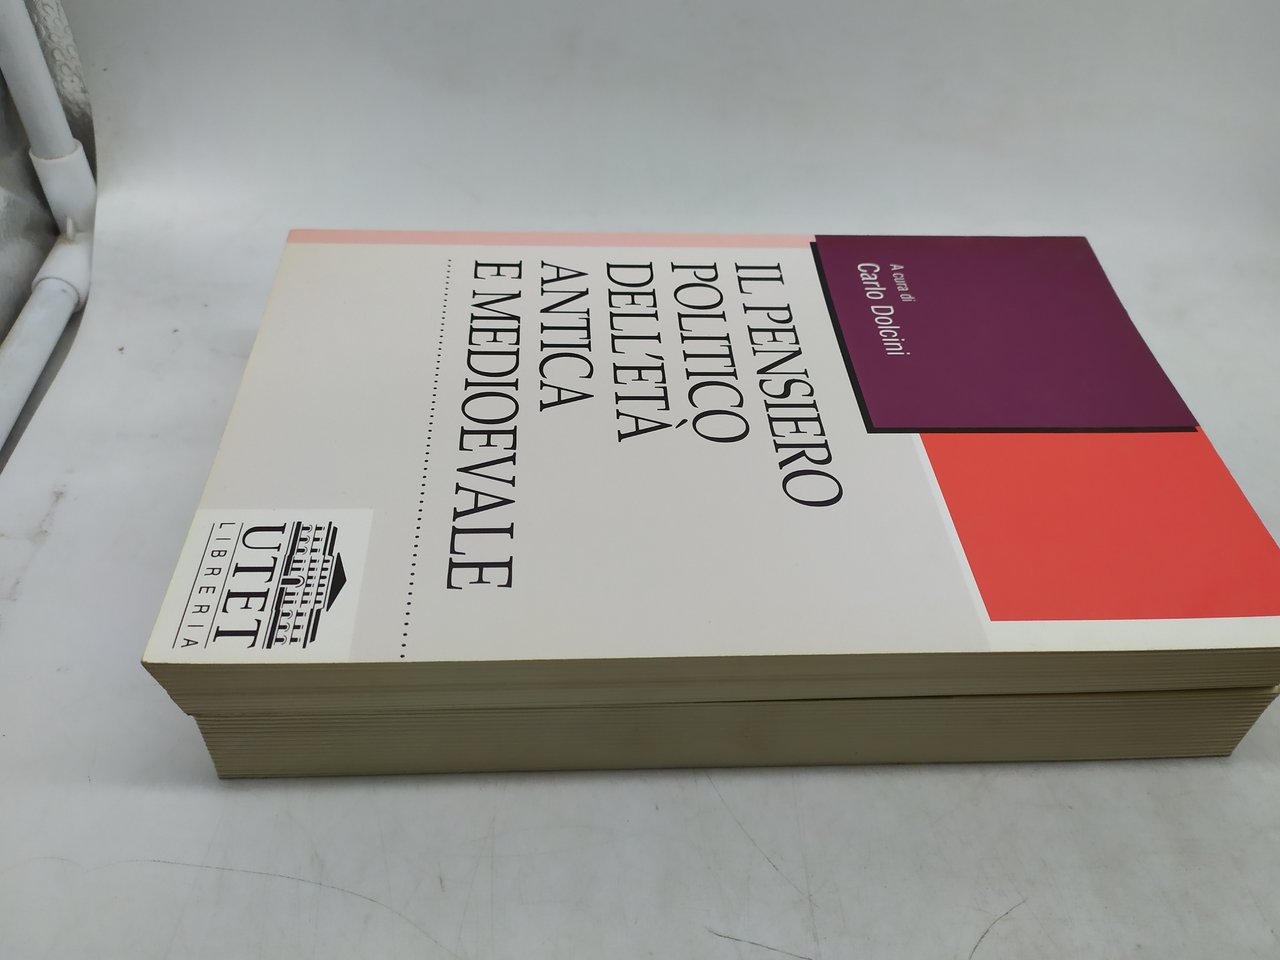 A cura di
Carlo Dolcini
IL PENSIERO
POLITICO
DELL'ETÀ
ANTICA
E MEDIOEVALE
UTET
LIBRERIA